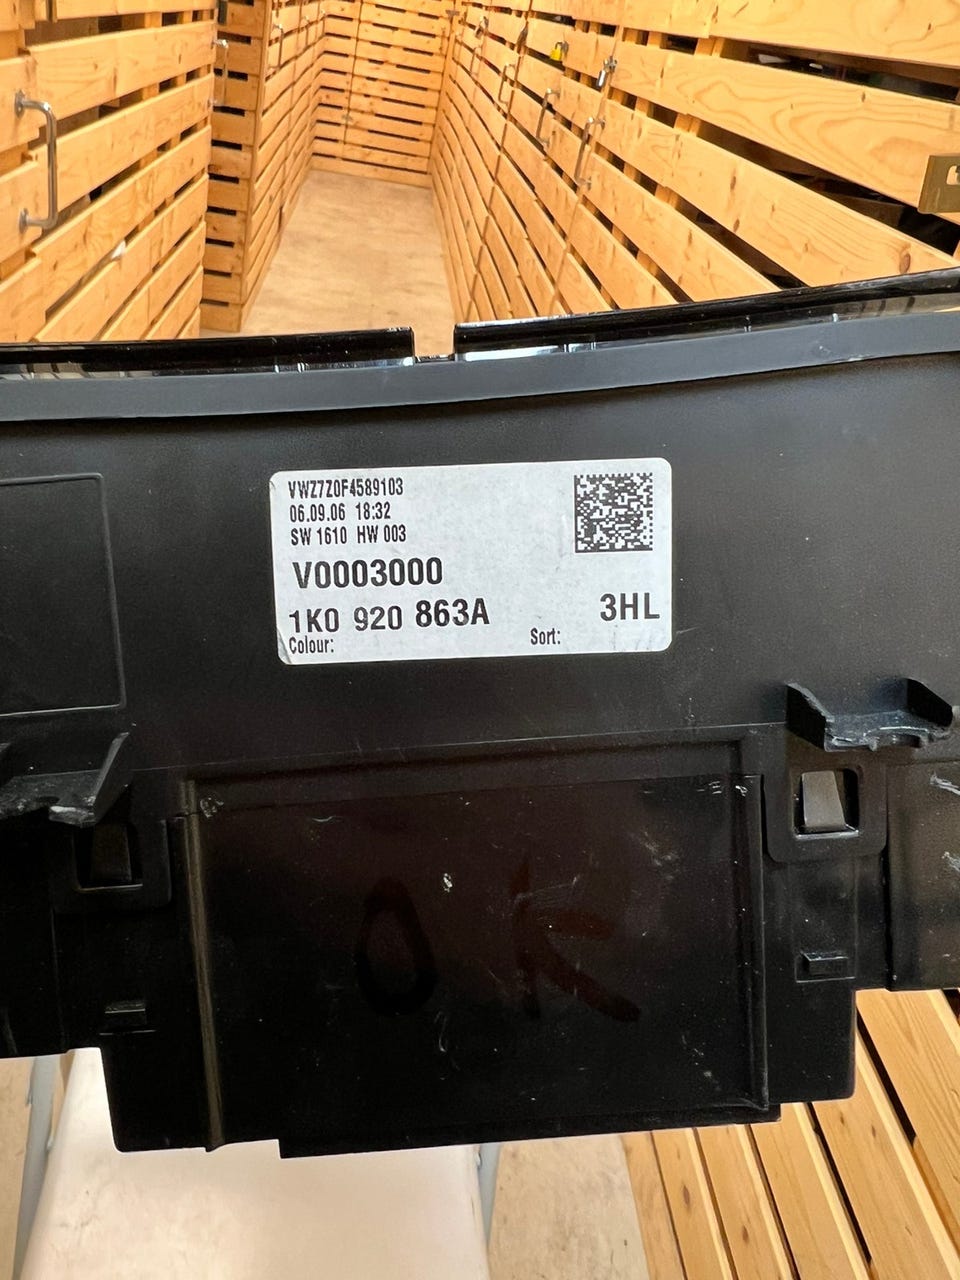 VWZ7Z0F4589103
06.09.06 18:32
SW 1610 HW 003
V0003000
1K0 920 863A 3HL
Colour: Sort:
OK